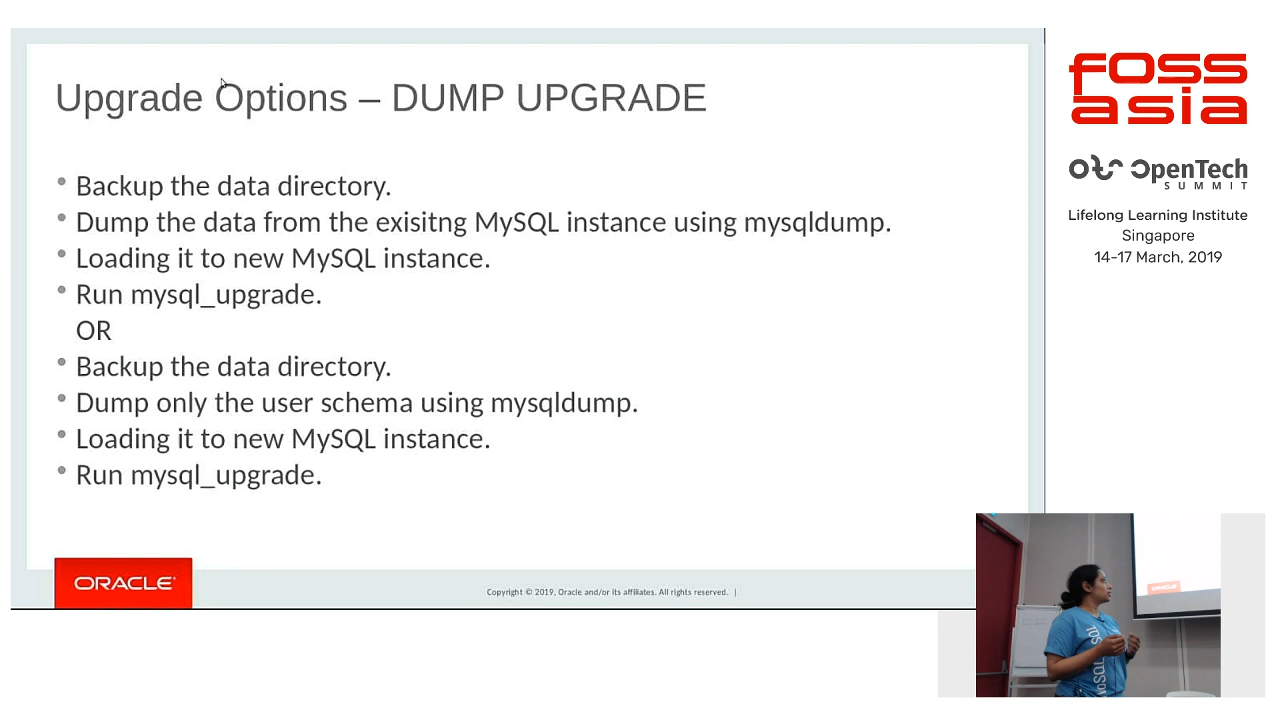 Upgrade Options – DUMP UPGRADE
Backup the data directory.
Dump the data from the exisitng MySQL instance using mysqldump.
Loading it to new MySQL instance.
Run mysql_upgrade.
OR
Backup the data directory.
Dump only the user schema using mysqldump.
Loading it to new MySQL instance.
Run mysql_upgrade.
ORACLE
Copyright © 2019, Oracle and/or its affiliates. All rights reserved. |
foss
asia
OpenTech
SUMMIT
Lifelong Learning Institute
Singapore
14-17 March, 2019